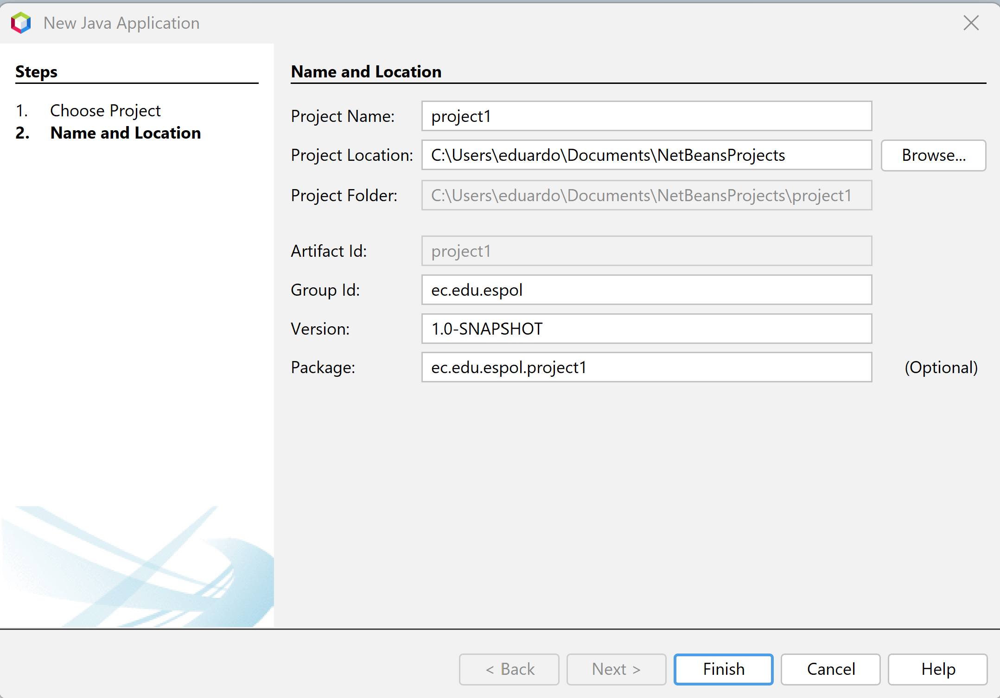 New Java Application
Steps
1. Choose Project
2. Name and Location
Name and Location
Project Name: project1
Project Location: C:\Users\eduardo\Documents\NetBeansProjects Browse...
Project Folder: C:\Users\eduardo\Documents\NetBeansProjects\project1
Artifact Id: project1
Group Id: ec.edu.espol
Version: 1.0-SNAPSHOT
Package: ec.edu.espol.project1 (Optional)
< Back Next > Finish Cancel Help